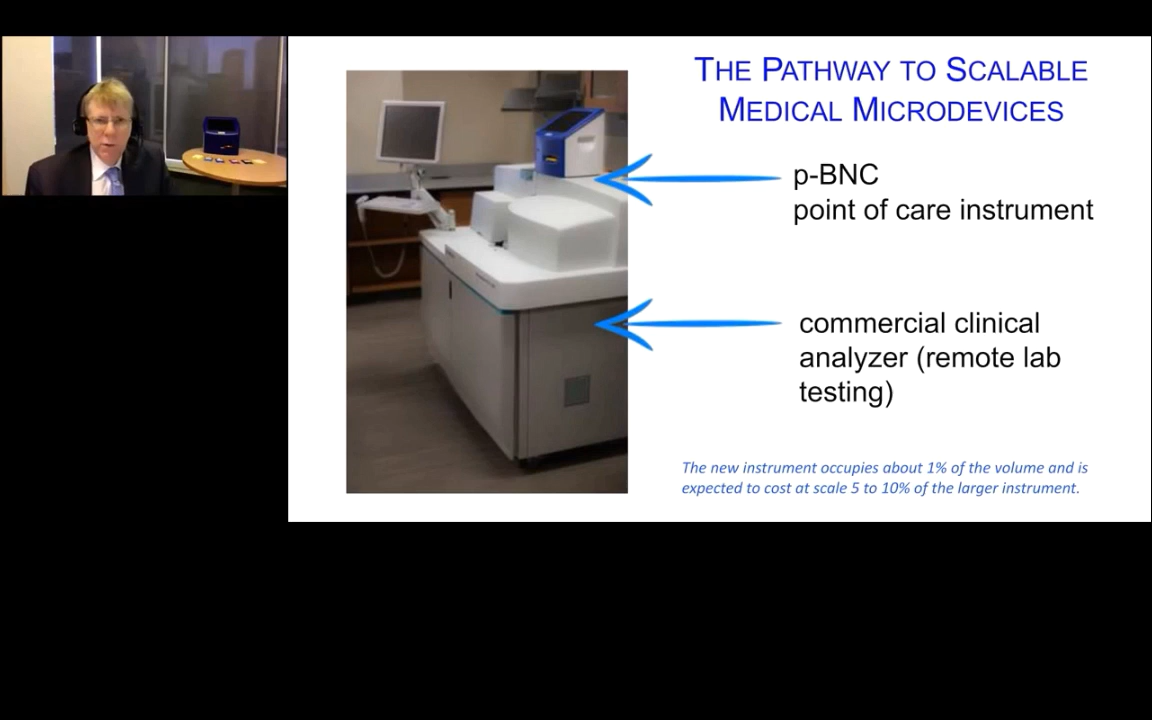 THE PATHWAY TO SCALABLE
MEDICAL MICRODEVICES
p-BNC
point of care instrument
commercial clinical
analyzer (remote lab
testing)
The new instrument occupies about 1% of the volume and is
expected to cost at scale 5 to 10% of the larger instrument.